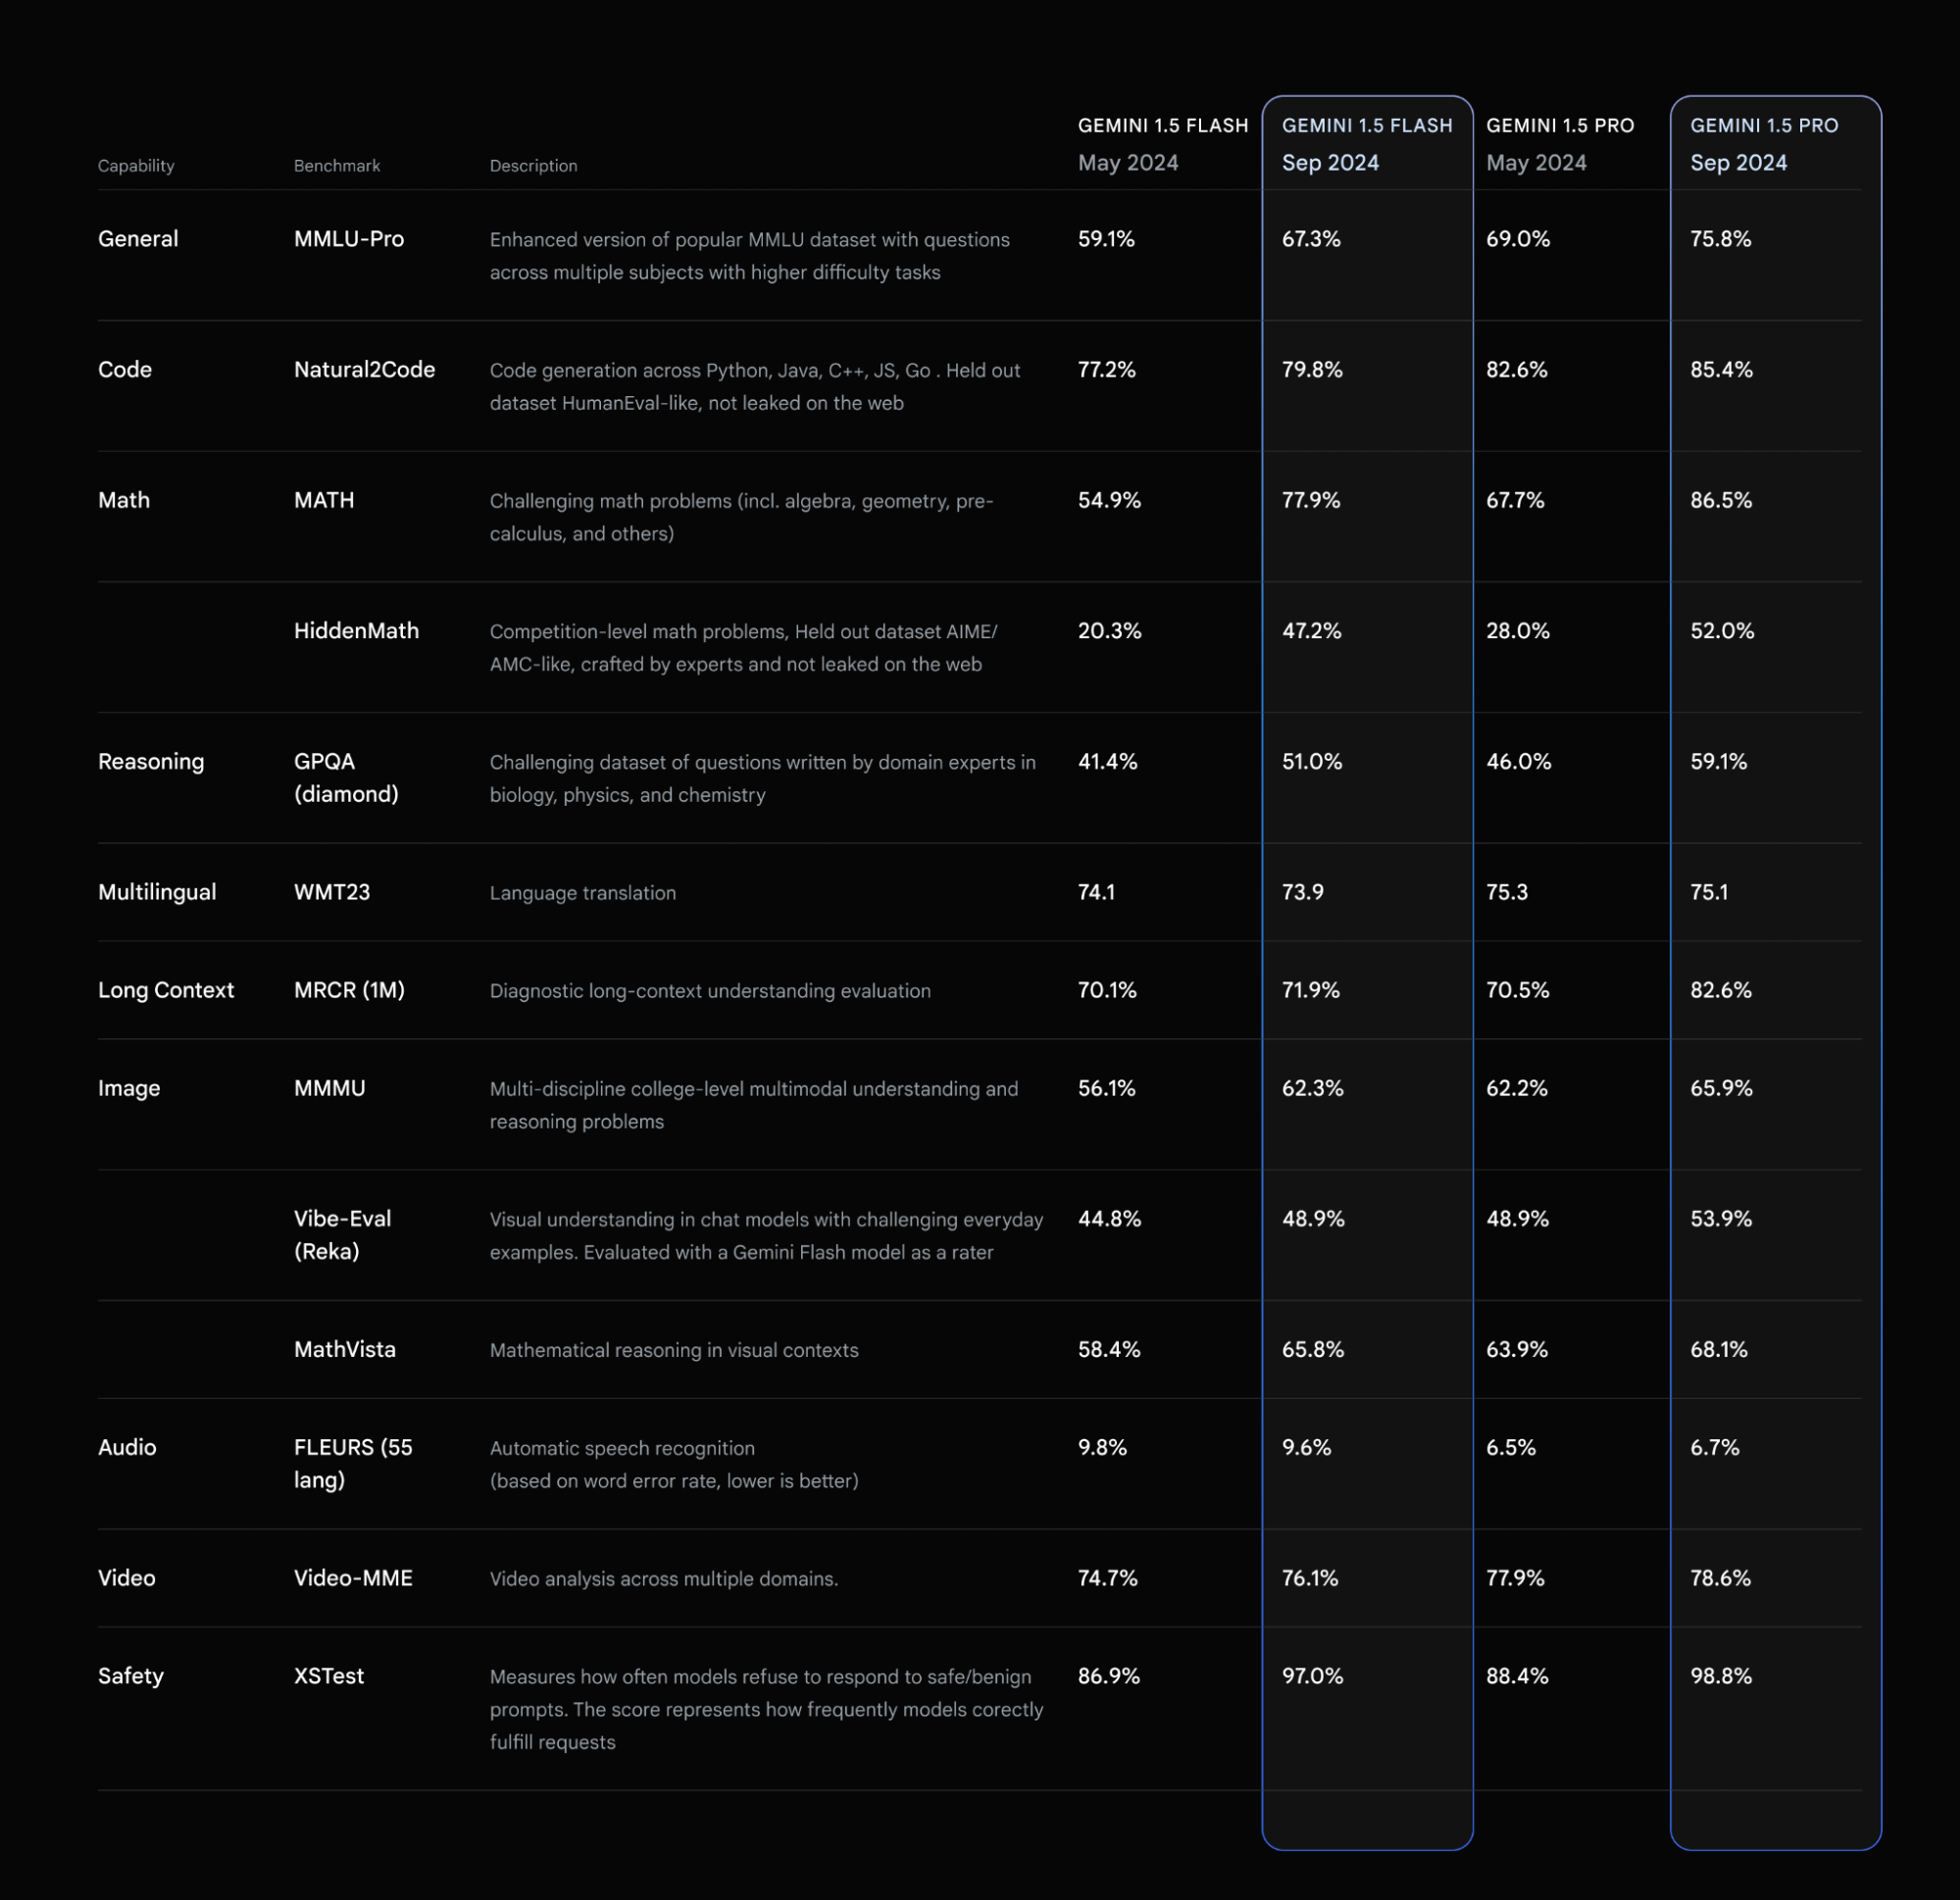 GEMINI 1.5 FLASH GEMINI 1.5 FLASH GEMINI 1.5 PRO GEMINI 1.5 PRO
Capability Benchmark Description May 2024 Sep 2024 May 2024 Sep 2024
General MMLU-Pro Enhanced version of popular MMLU dataset with questions 59.1% 67.3% 69.0% 75.8%
across multiple subjects with higher difficulty tasks
Code Natural2Code Code generation across Python, Java, C++, JS, Go . Held out 77.2% 79.8% 82.6% 85.4%
dataset HumanEval-like, not leaked on the web
Math MATH Challenging math problems (incl. algebra, geometry, pre- 54.9% 77.9% 67.7% 86.5%
calculus, and others)
HiddenMath Competition-level math problems, Held out dataset AIME/ 20.3% 47.2% 28.0% 52.0%
AMC-like, crafted by experts and not leaked on the web
Reasoning GPQA Challenging dataset of questions written by domain experts in 41.4% 51.0% 46.0% 59.1%
(diamond) biology, physics, and chemistry
Multilingual WMT23 Language translation 74.1 73.9 75.3 75.1
Long Context MRCR (1M) Diagnostic long-context understanding evaluation 70.1% 71.9% 70.5% 82.6%
Image MMMU Multi-discipline college-level multimodal understanding and 56.1% 62.3% 62.2% 65.9%
reasoning problems
Vibe-Eval Visual understanding in chat models with challenging everyday 44.8% 48.9% 48.9% 53.9%
(Reka) examples. Evaluated with a Gemini Flash model as a rater
MathVista Mathematical reasoning in visual contexts 58.4% 65.8% 63.9% 68.1%
Audio FLEURS (55 Automatic speech recognition 9.8% 9.6% 6.5% 6.7%
lang) (based on word error rate, lower is better)
Video Video-MME Video analysis across multiple domains. 74.7% 76.1% 77.9% 78.6%
Safety XSTest Measures how often models refuse to respond to safe/benign 86.9% 97.0% 88.4% 98.8%
prompts. The score represents how frequently models corectly
fulfill requests